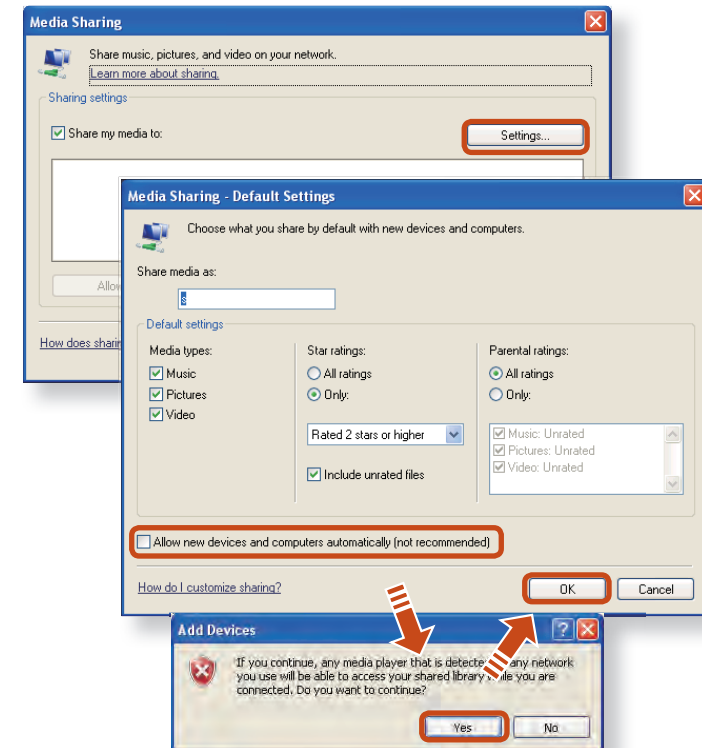 Media Sharing
Share music, pictures, and video on your network.
Learn more about sharing.
Sharing settings
Share my media to:
Settings...
How does
Media Sharing - Default Settings
Choose what you share by default with new devices and computers.
Share media as:
s
Default settings
Media types:
Music
Pictures
Video
Star ratings:
All ratings
Only:
Rated 2 stars or higher
Include unrated files
Parental ratings:
All ratings
Only:
Music: Unrated
Pictures: Unrated
Video: Unrated
Allow new devices and computers automatically (not recommended)
How do I customize sharing?
OK
Cancel
Add Devices
If you continue, any media player that is any network
you use will be able to access your shared library you are
connected. Do you want to continue?
Yes
No